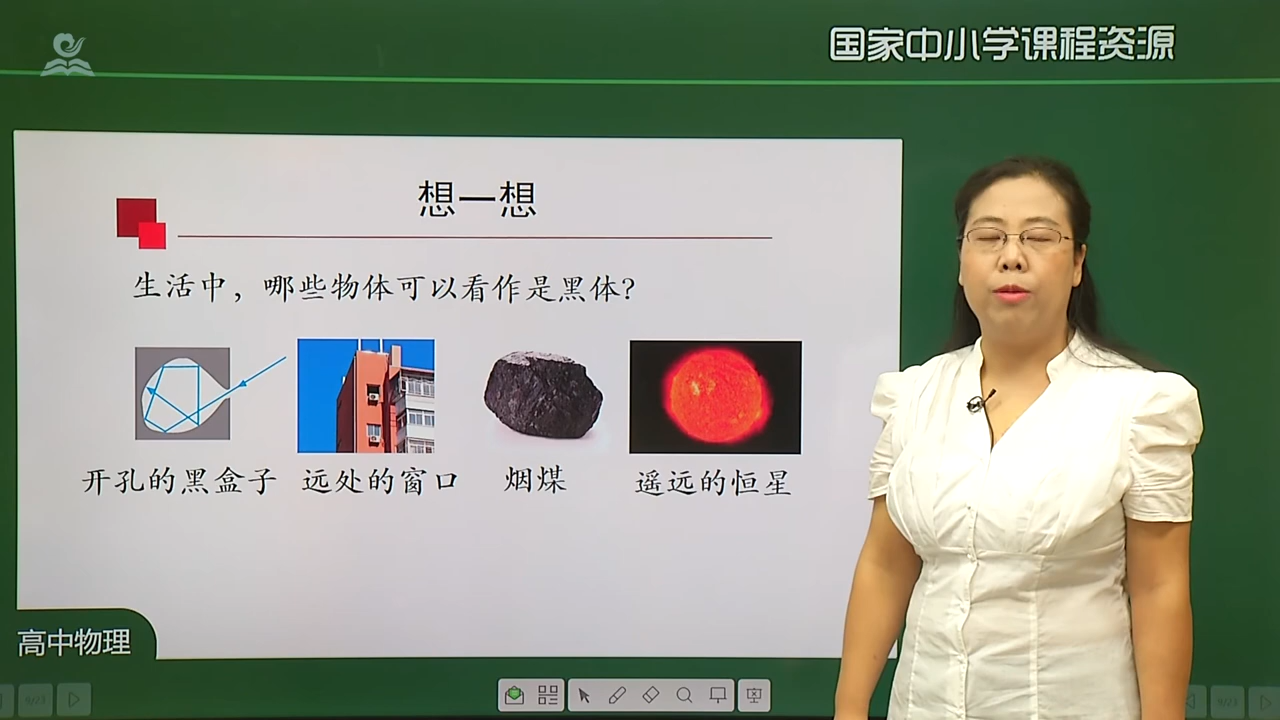 国家中小学课程资源
想一想
生活中，哪些物体可以看作是黑体？
开孔的黑盒子 远处的窗口 烟煤 遥远的恒星
高中物理